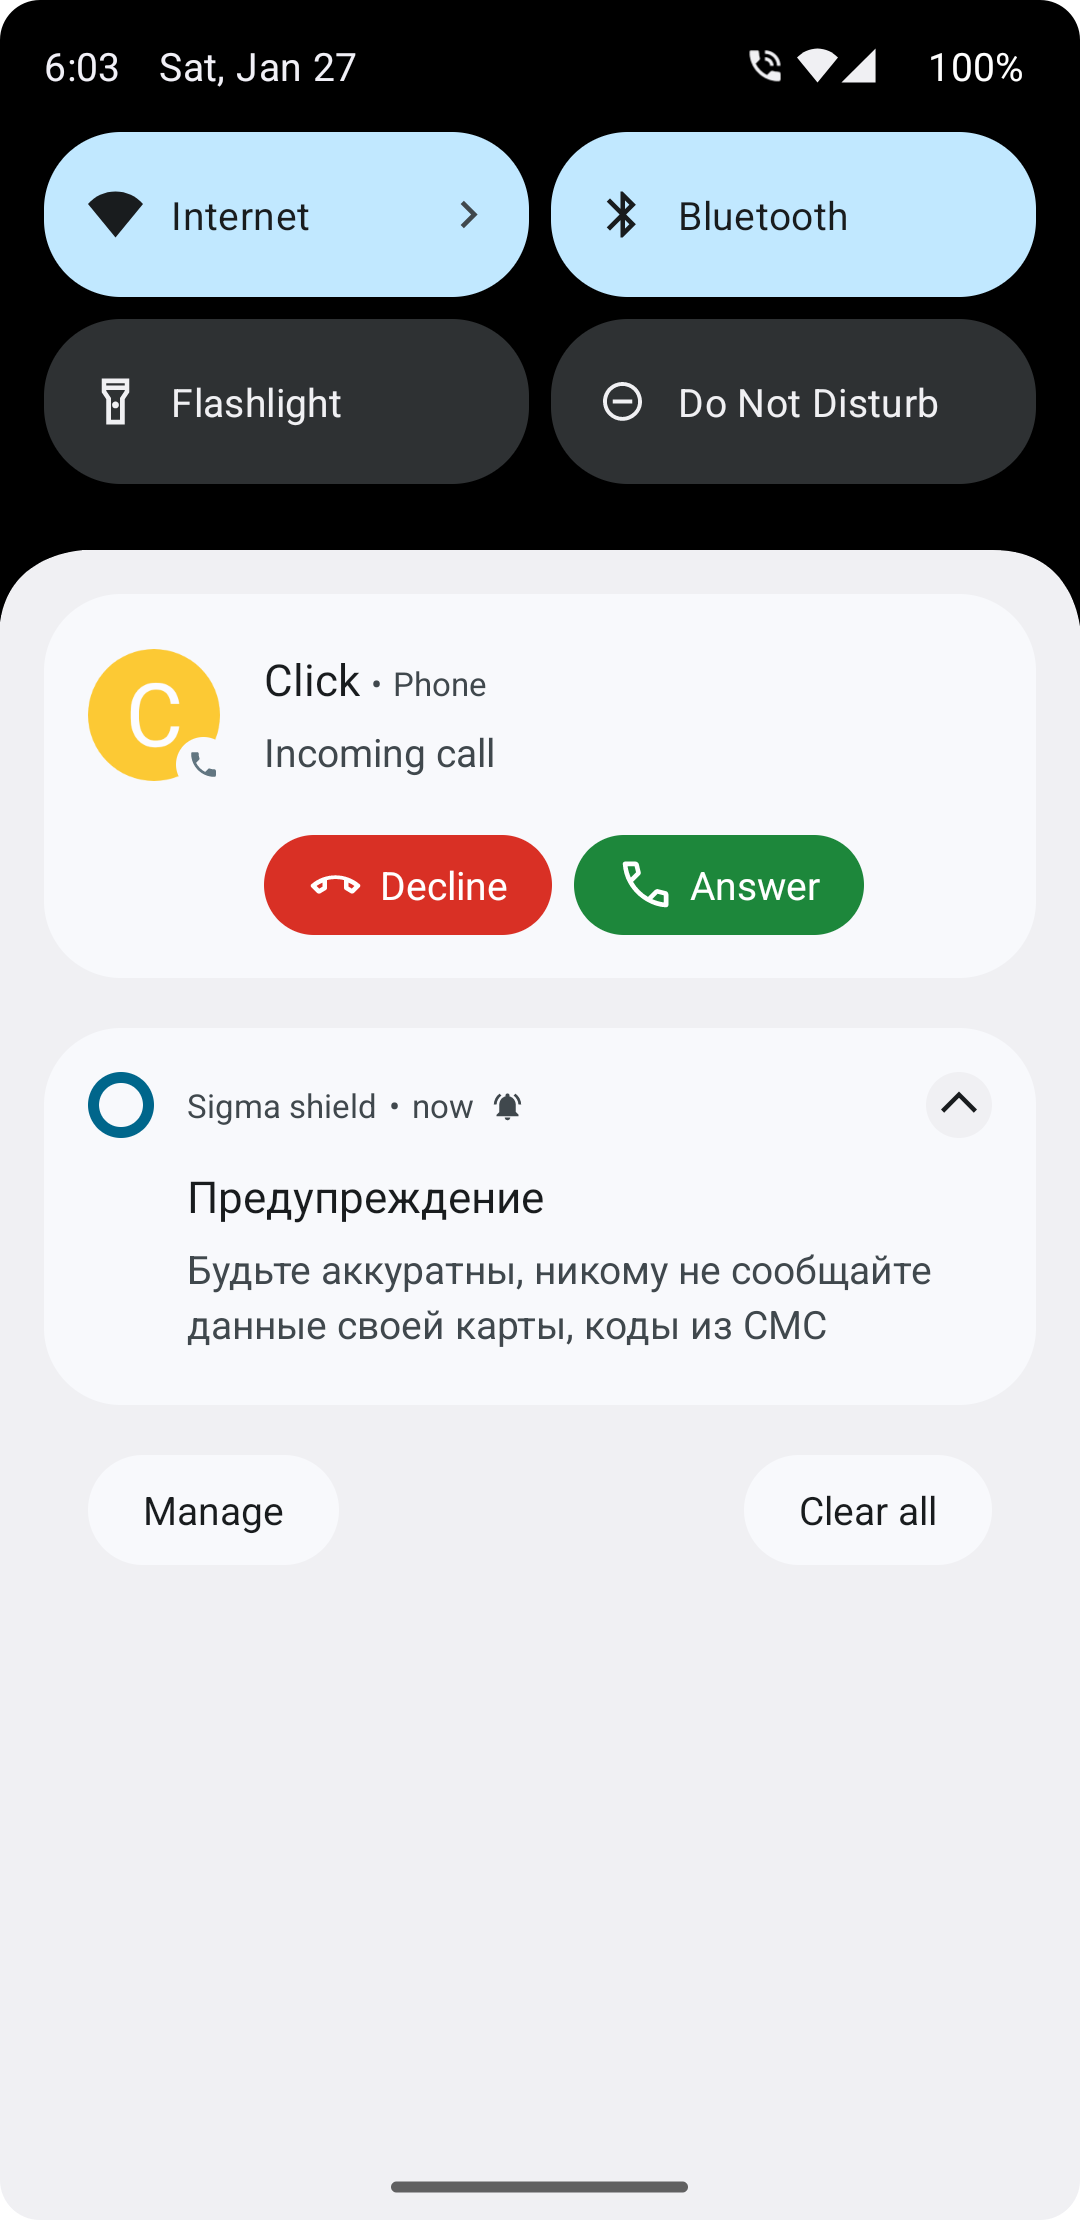 6:03 Sat, Jan 27 100%
Internet
Bluetooth
Flashlight
Do Not Disturb
C
Click • Phone
Incoming call
Decline
Answer
Sigma shield • now
Предупреждение
Будьте аккуратны, никому не сообщайте
данные своей карты, коды из СМС
Manage
Clear all